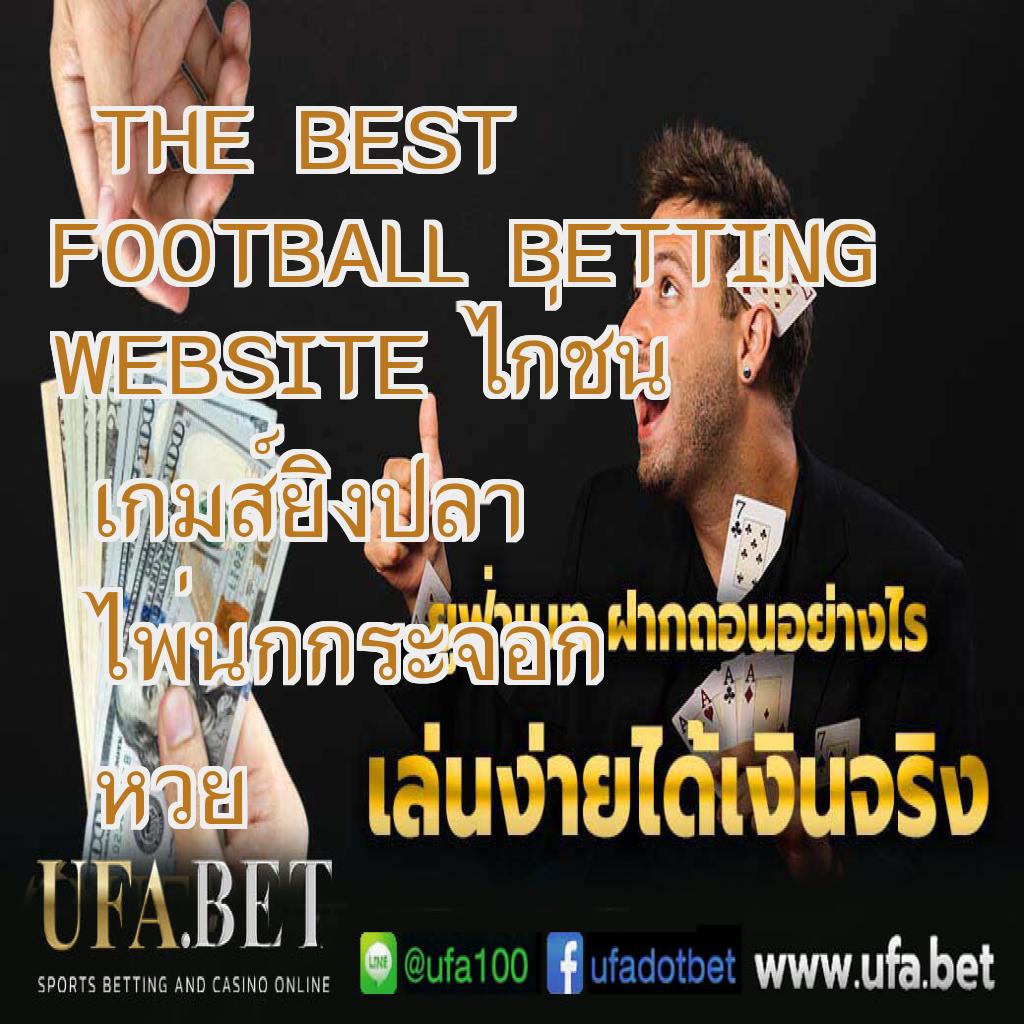 THE BEST
FOOTBALL BETTING
WEBSITE ไก่ชน
เกมส์ยิงปลา
ฝากถอนอย่างไร
ไพ่นกกระจอก
เล่นง่ายได้เงินจริง
หวย
UFA.BET
SPORTS BETTING AND CASINO ONLINE
LINE @ufa100
f ufadotbet
www.ufa.bet